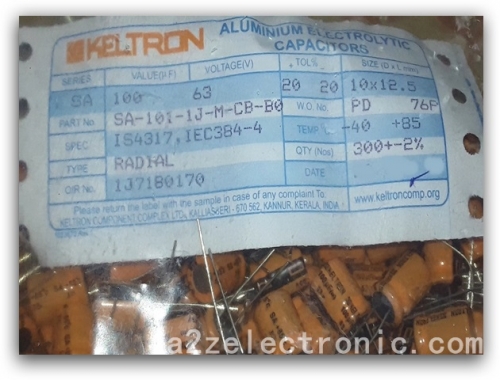 KELTRON
ALUMINIUM ELECTROLYTIC
CAPACITORS
SERIES VALUE(µF) VOLTAGE(V) TOL% SIZE (D x L mm)
SA 100 63 20 20 10x12.5
PART No. SA-101-1J-M-CB-B0 W.O. No. PD 76P
SPEC IS4317,IEC384-4 TEMP. -40 +85
TYPE RADIAL QTY (Nos) 300+-2%
QIR No. 1J7180170 DATE
Please return the label with the sample in case of any complaint To.
KELTRON COMPONENT COMPLEX LTD., KALLIASSERI - 670 562, KANNUR, KERALA, INDIA
www.keltroncomp.org
a2zelectronic.com